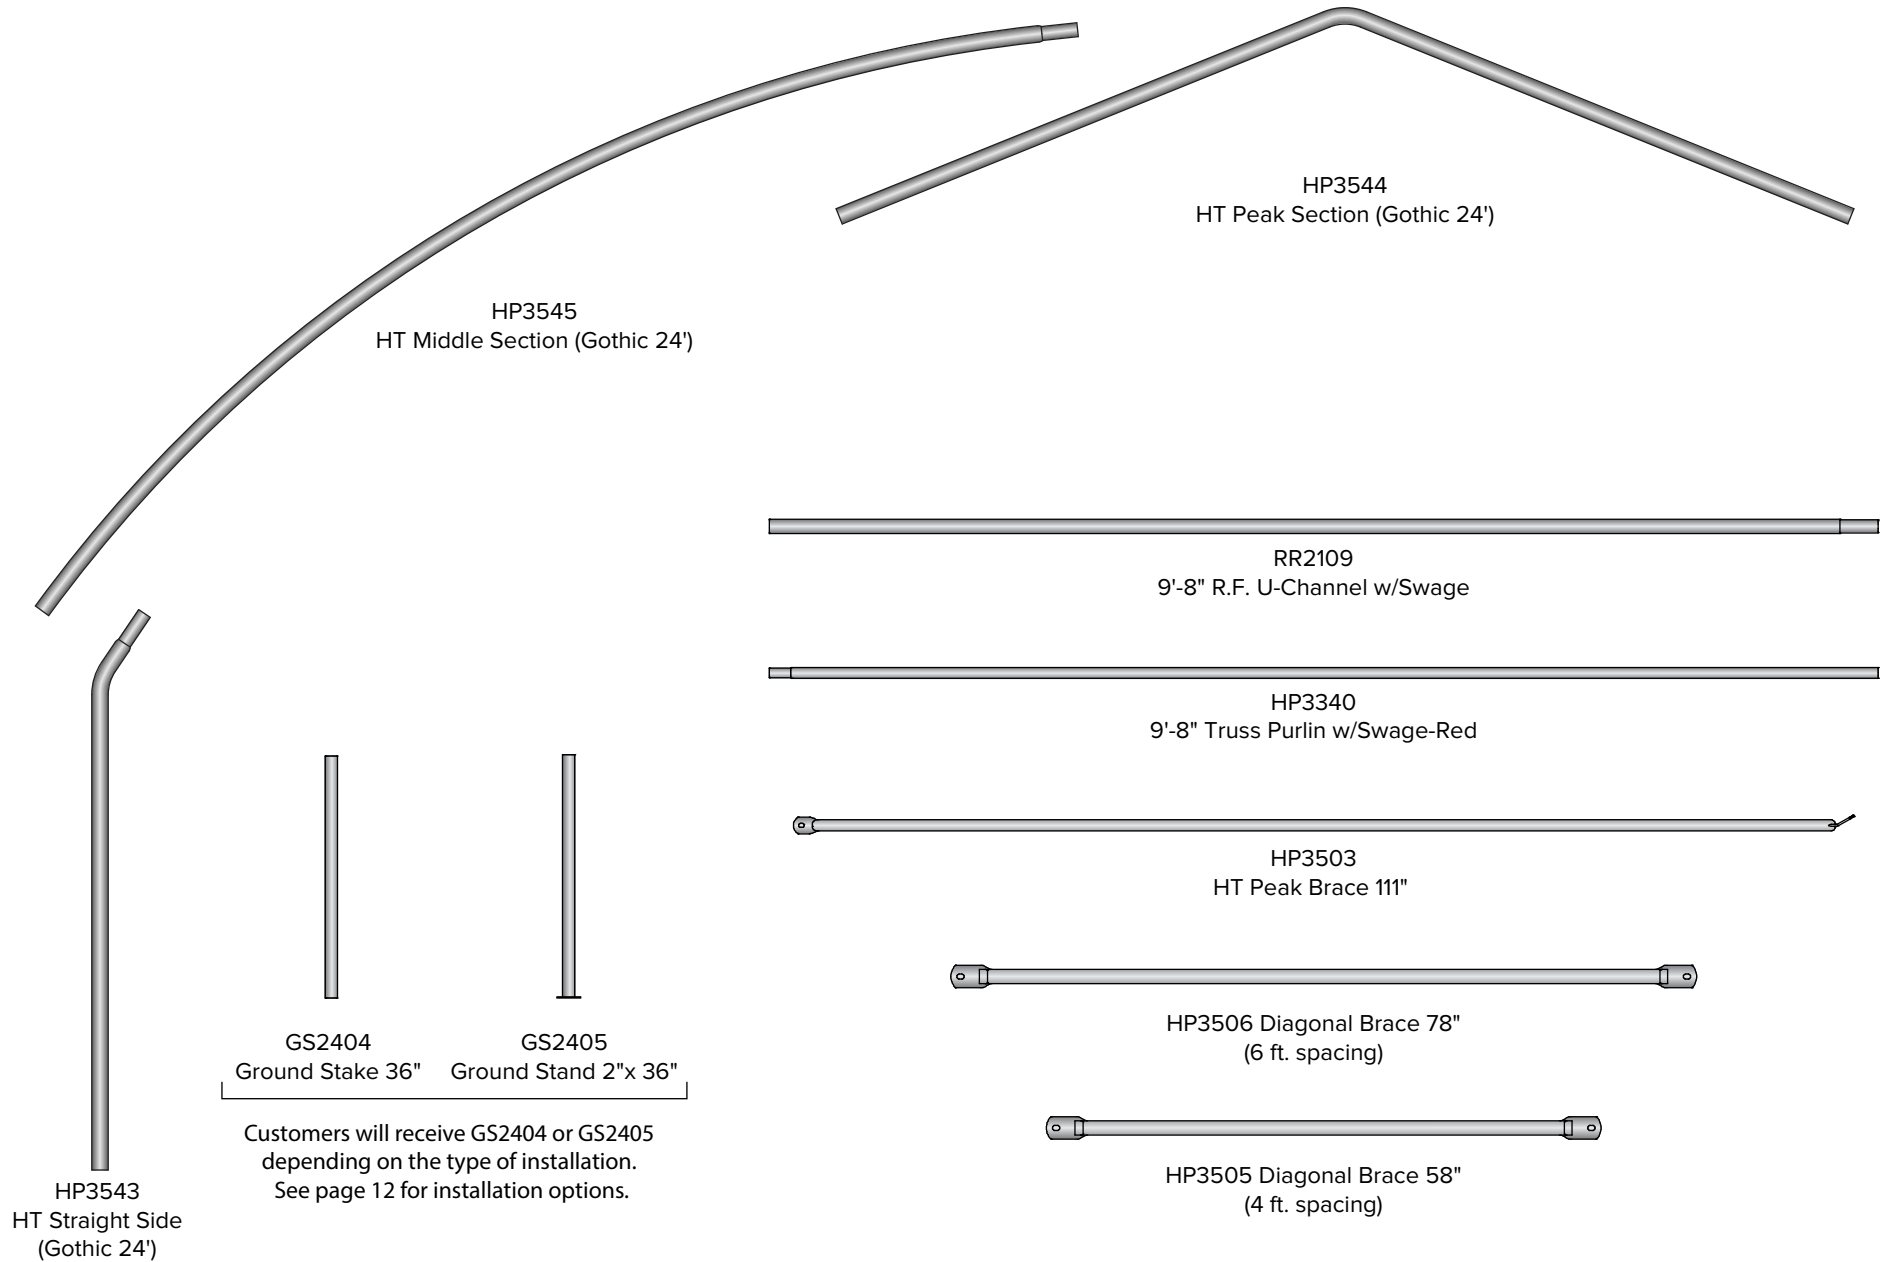 HP3544
HT Peak Section (Gothic 24')
HP3545
HT Middle Section (Gothic 24')
RR2109
9'-8" R.F. U-Channel w/Swage
HP3340
9'-8" Truss Purlin w/Swage-Red
HP3503
HT Peak Brace 111"
HP3506 Diagonal Brace 78"
(6 ft. spacing)
HP3505 Diagonal Brace 58"
(4 ft. spacing)
GS2404
Ground Stake 36"
GS2405
Ground Stand 2"x 36"
Customers will receive GS2404 or GS2405
depending on the type of installation.
See page 12 for installation options.
HP3543
HT Straight Side
(Gothic 24')